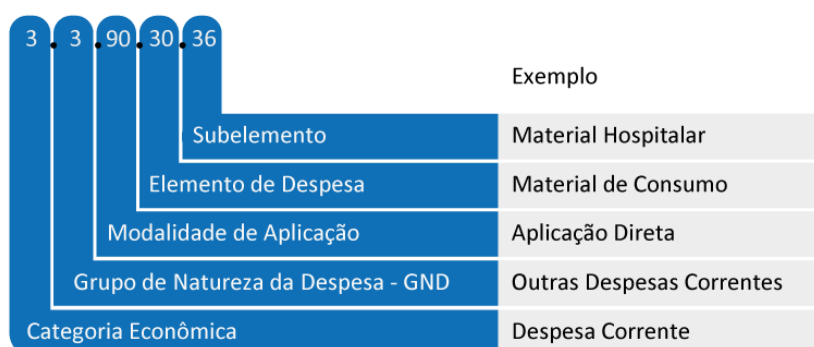 3 . 3 . 90 . 30 . 36
Exemplo
Subelemento Material Hospitalar
Elemento de Despesa Material de Consumo
Modalidade de Aplicação Aplicação Direta
Grupo de Natureza da Despesa - GND Outras Despesas Correntes
Categoria Econômica Despesa Corrente